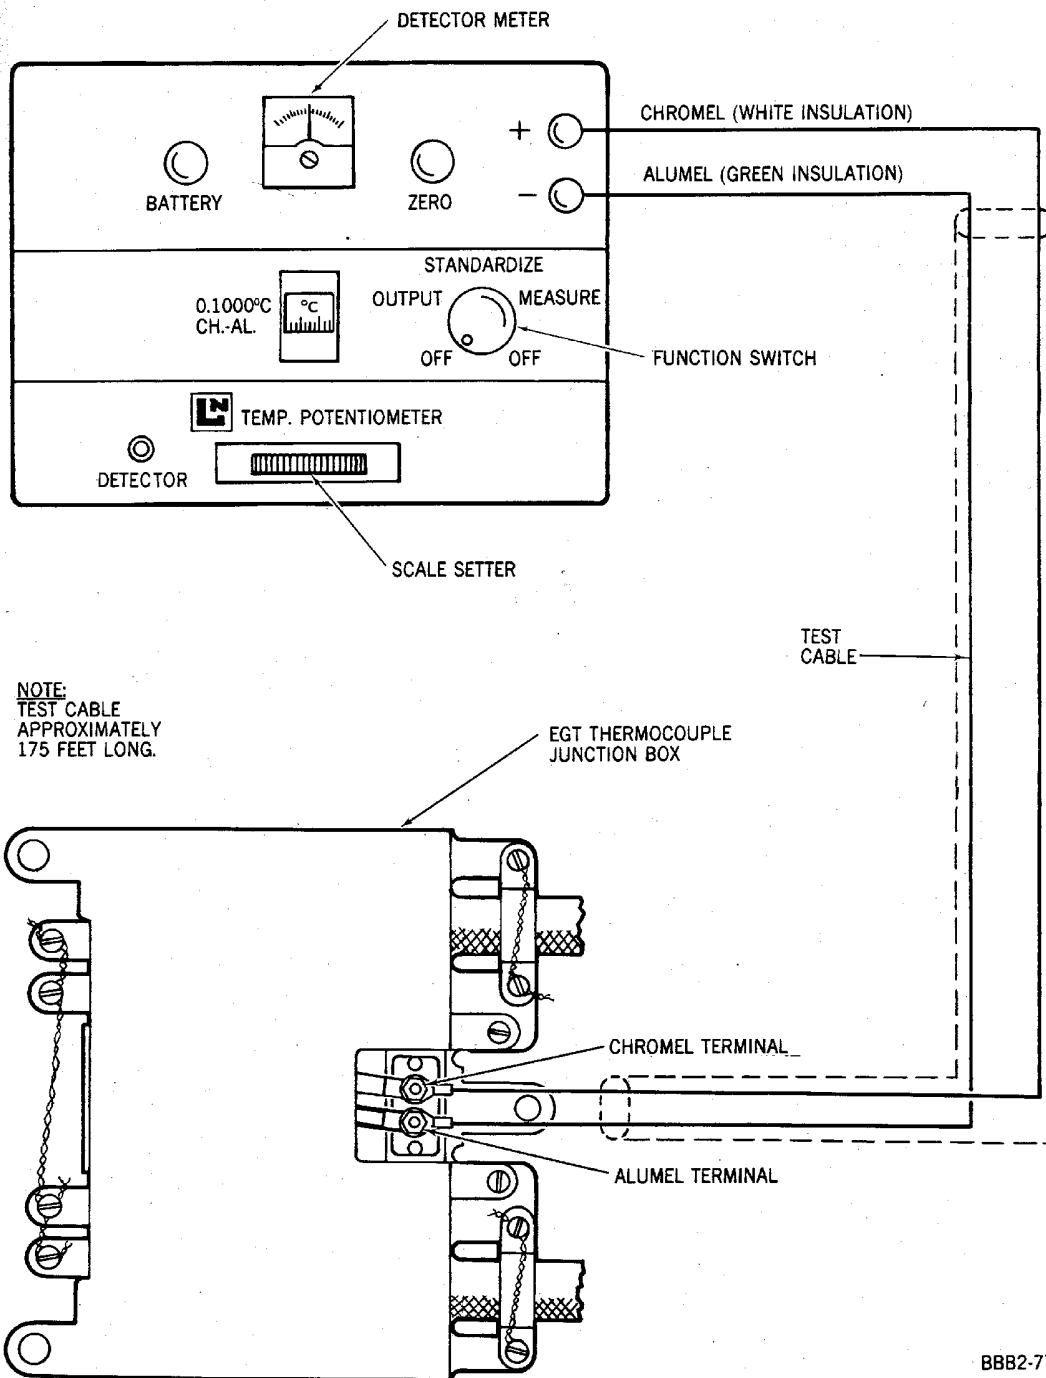 DETECTOR METER
CHROMEL (WHITE INSULATION)
+
ALUMEL (GREEN INSULATION)
−
BATTERY
ZERO
STANDARDIZE
OUTPUT
MEASURE
0.1000°C
CH.-AL.
°C
OFF
OFF
FUNCTION SWITCH
LN
TEMP. POTENTIOMETER
DETECTOR
SCALE SETTER
TEST
CABLE
NOTE:
TEST CABLE
APPROXIMATELY
175 FEET LONG.
EGT THERMOCOUPLE
JUNCTION BOX
CHROMEL TERMINAL
ALUMEL TERMINAL